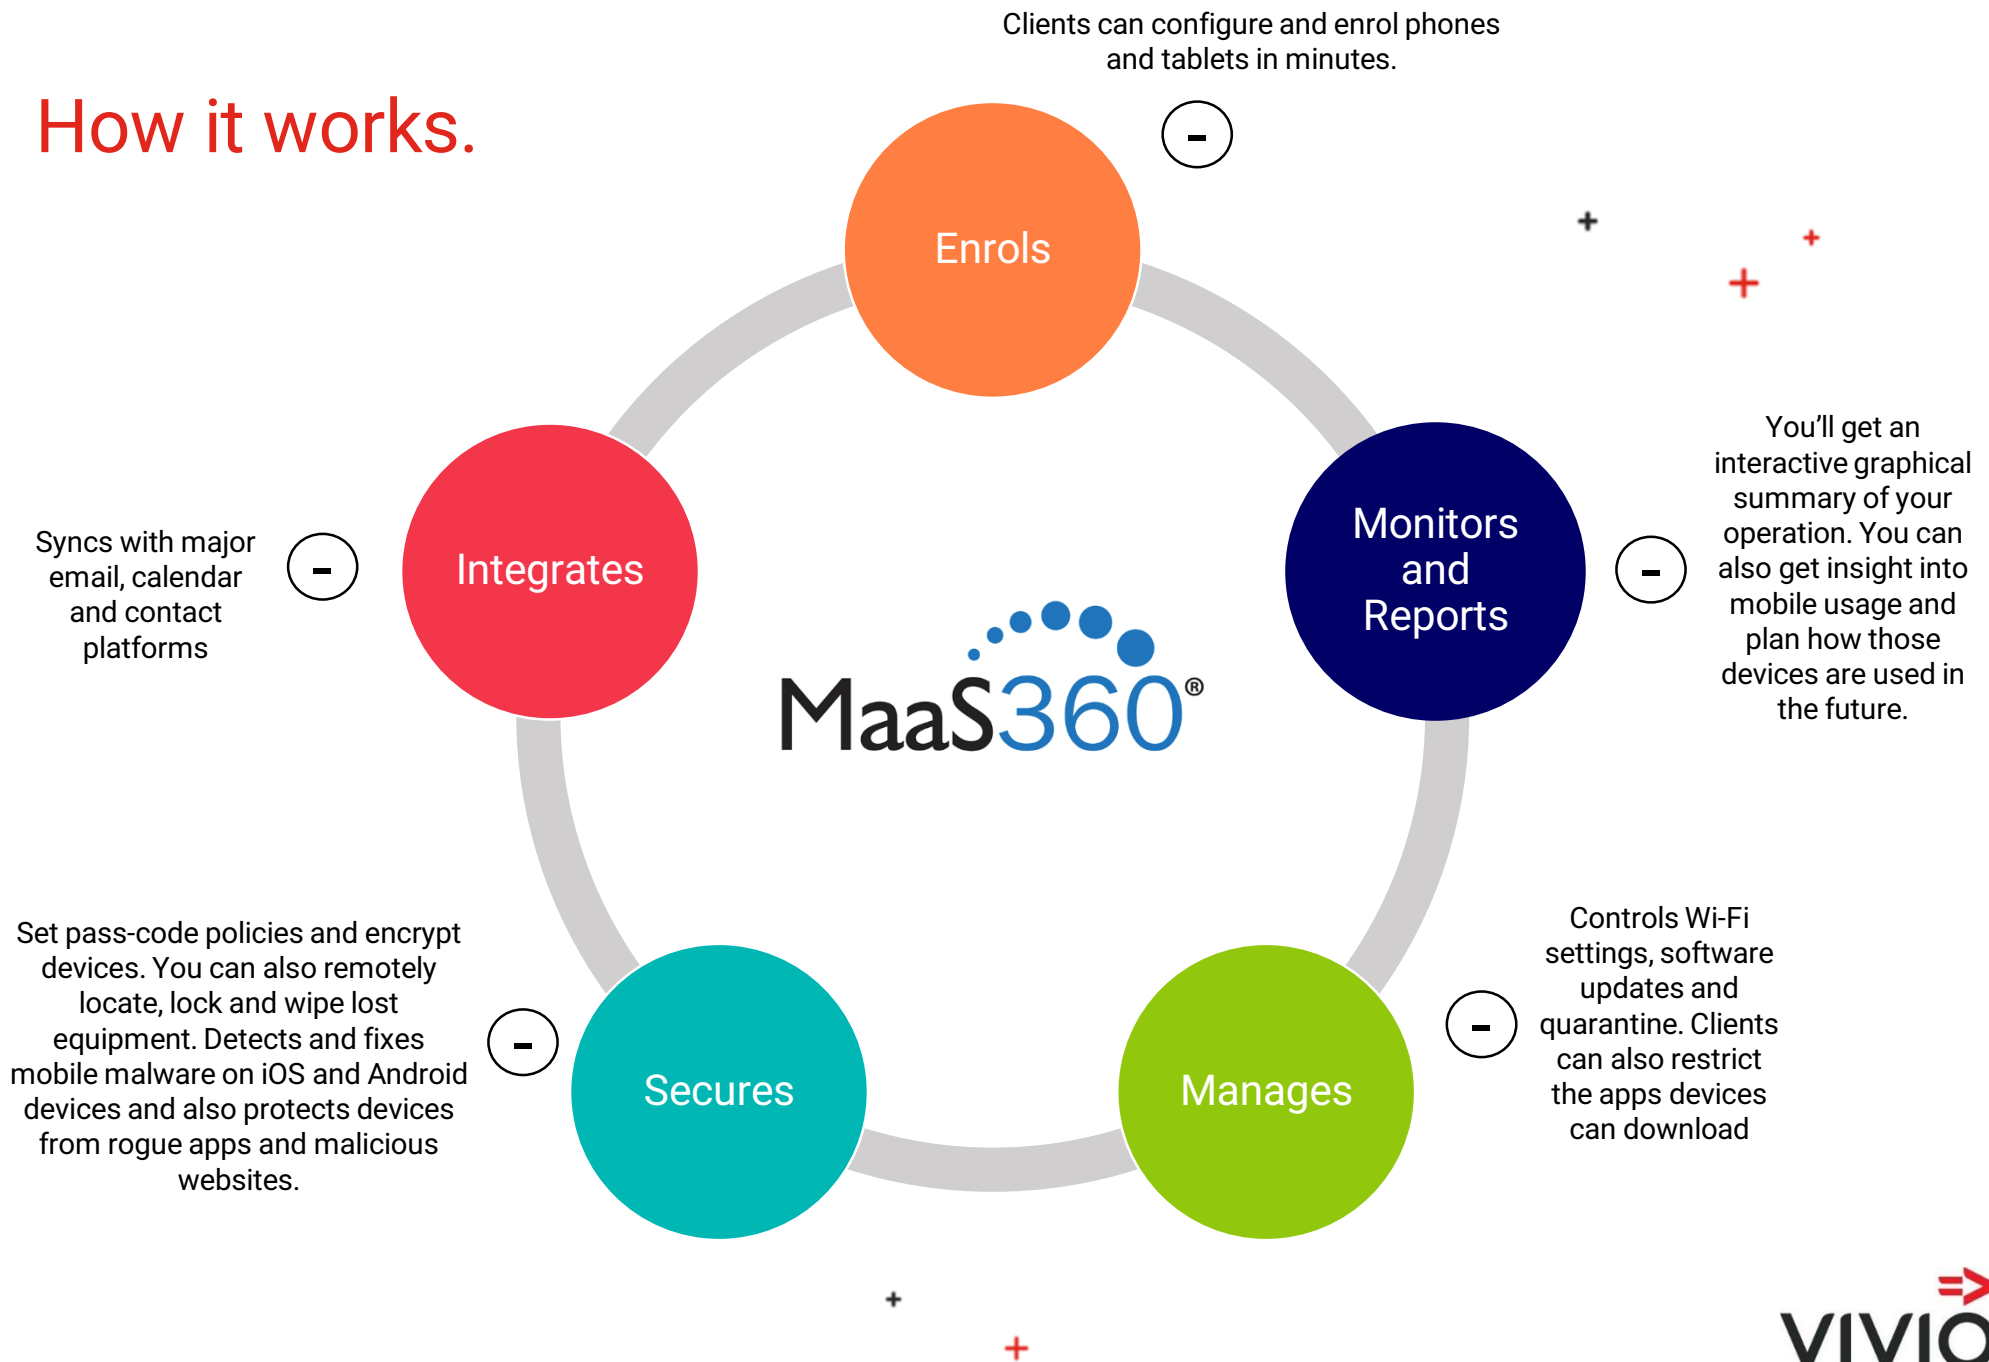 Clients can configure and enrol phones
and tablets in minutes.
How it works.
-
Enrols
Monitors
and
Reports
-
You’ll get an
interactive graphical
summary of your
operation. You can
also get insight into
mobile usage and
plan how those
devices are used in
the future.
Integrates
-
Syncs with major
email, calendar
and contact
platforms
MaaS360®
Manages
-
Controls Wi-Fi
settings, software
updates and
quarantine. Clients
can also restrict
the apps devices
can download
Secures
-
Set pass-code policies and encrypt
devices. You can also remotely
locate, lock and wipe lost
equipment. Detects and fixes
mobile malware on iOS and Android
devices and also protects devices
from rogue apps and malicious
websites.